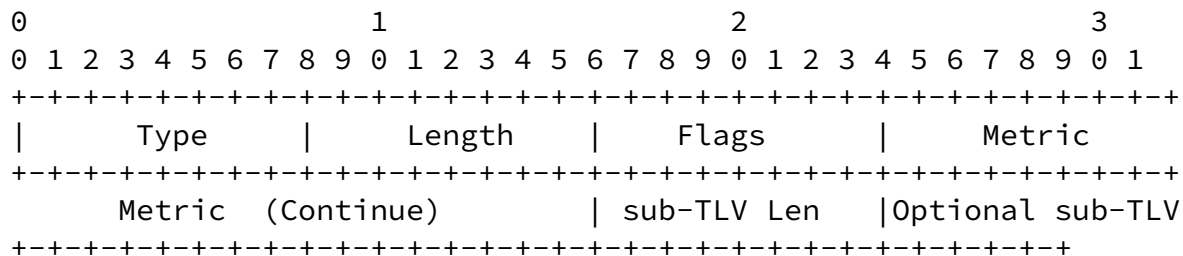 0                   1                   2                   3
0 1 2 3 4 5 6 7 8 9 0 1 2 3 4 5 6 7 8 9 0 1 2 3 4 5 6 7 8 9 0 1
+-+-+-+-+-+-+-+-+-+-+-+-+-+-+-+-+-+-+-+-+-+-+-+-+-+-+-+-+-+-+-+-+
|      Type     |     Length    |    Flags      |     Metric
+-+-+-+-+-+-+-+-+-+-+-+-+-+-+-+-+-+-+-+-+-+-+-+-+-+-+-+-+-+-+-+-+
      Metric  (Continue)        | sub-TLV Len   |Optional sub-TLV
+-+-+-+-+-+-+-+-+-+-+-+-+-+-+-+-+-+-+-+-+-+-+-+-+-+-+-+-+-+